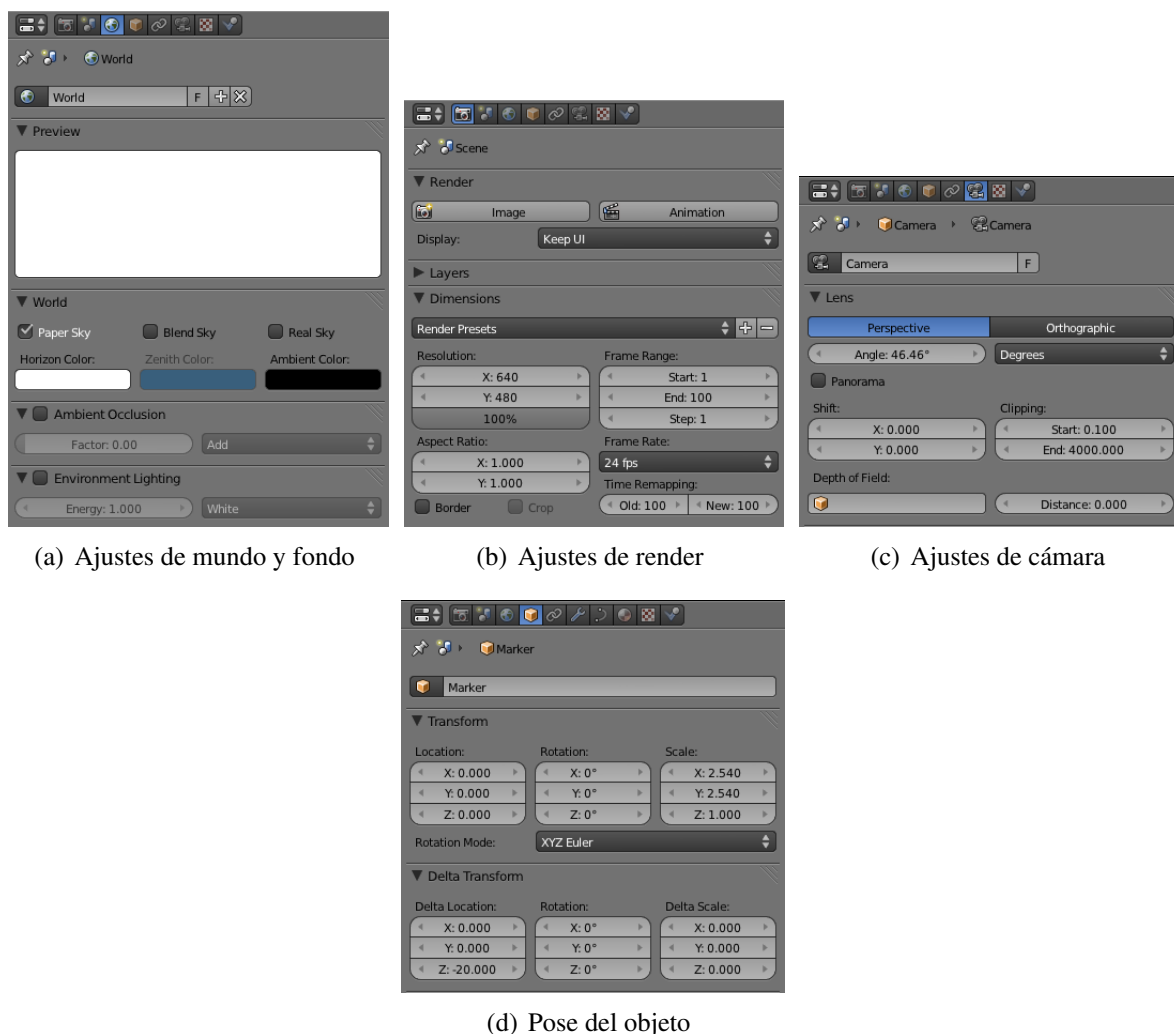 World
World F
Preview
World
Paper Sky Blend Sky Real Sky
Horizon Color: Zenith Color: Ambient Color:
Ambient Occlusion
Factor: 0.00 Add
Environment Lighting
Energy: 1.000 White
(a) Ajustes de mundo y fondo
Scene
Render
Image Animation
Display: Keep UI
Layers
Dimensions
Render Presets
Resolution: Frame Range:
X: 640 Start: 1
Y: 480 End: 100
100% Step: 1
Aspect Ratio: Frame Rate:
X: 1.000 24 fps
Y: 1.000 Time Remapping:
Border Crop Old: 100 New: 100
(b) Ajustes de render
Camera Camera
Camera F
Lens
Perspective Orthographic
Angle: 46.46° Degrees
Panorama
Shift: Clipping:
X: 0.000 Start: 0.100
Y: 0.000 End: 4000.000
Depth of Field:
Distance: 0.000
(c) Ajustes de cámara
Marker
Marker
Transform
Location: Rotation: Scale:
X: 0.000 X: 0° X: 2.540
Y: 0.000 Y: 0° Y: 2.540
Z: 0.000 Z: 0° Z: 1.000
Rotation Mode: XYZ Euler
Delta Transform
Delta Location: Rotation: Delta Scale:
X: 0.000 X: 0° X: 0.000
Y: 0.000 Y: 0° Y: 0.000
Z: -20.000 Z: 0° Z: 0.000
(d) Pose del objeto